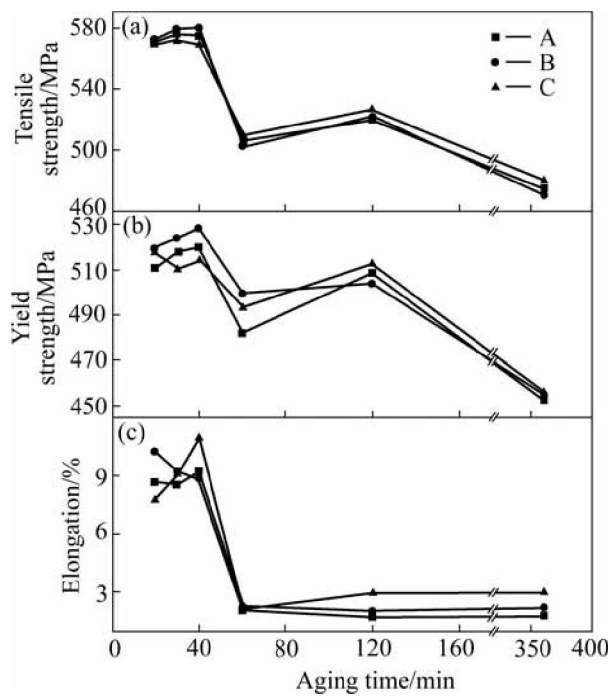 (a)
580
540
500
460
Tensile
strength/MPa
A
B
C
(b)
530
510
490
470
450
Yield
strength/MPa
(c)
9
6
3
Elongation/%
0 40 80 120 160 350 400
Aging time/min